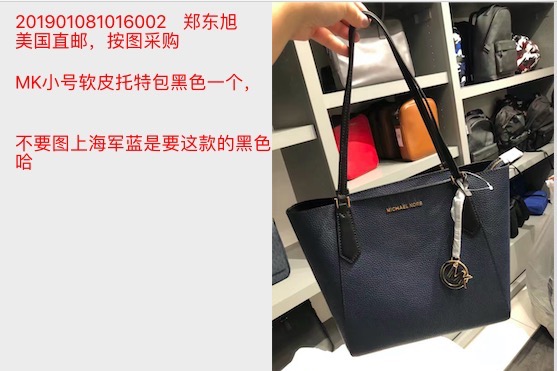 201901081016002 郑东旭
美国直邮，按图采购
MK小号软皮托特包黑色一个，
不要图上海军蓝是要这款的黑色
哈
MICHAEL KORS